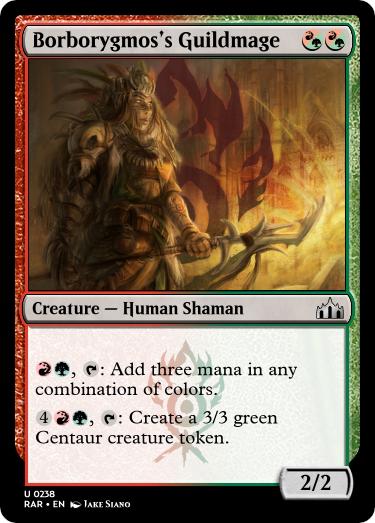 Borborygmos's Guildmage
Creature — Human Shaman
, : Add three mana in any
combination of colors.
4 , : Create a 3/3 green
Centaur creature token.
2/2
U 0238
RAR • EN Jake Siano